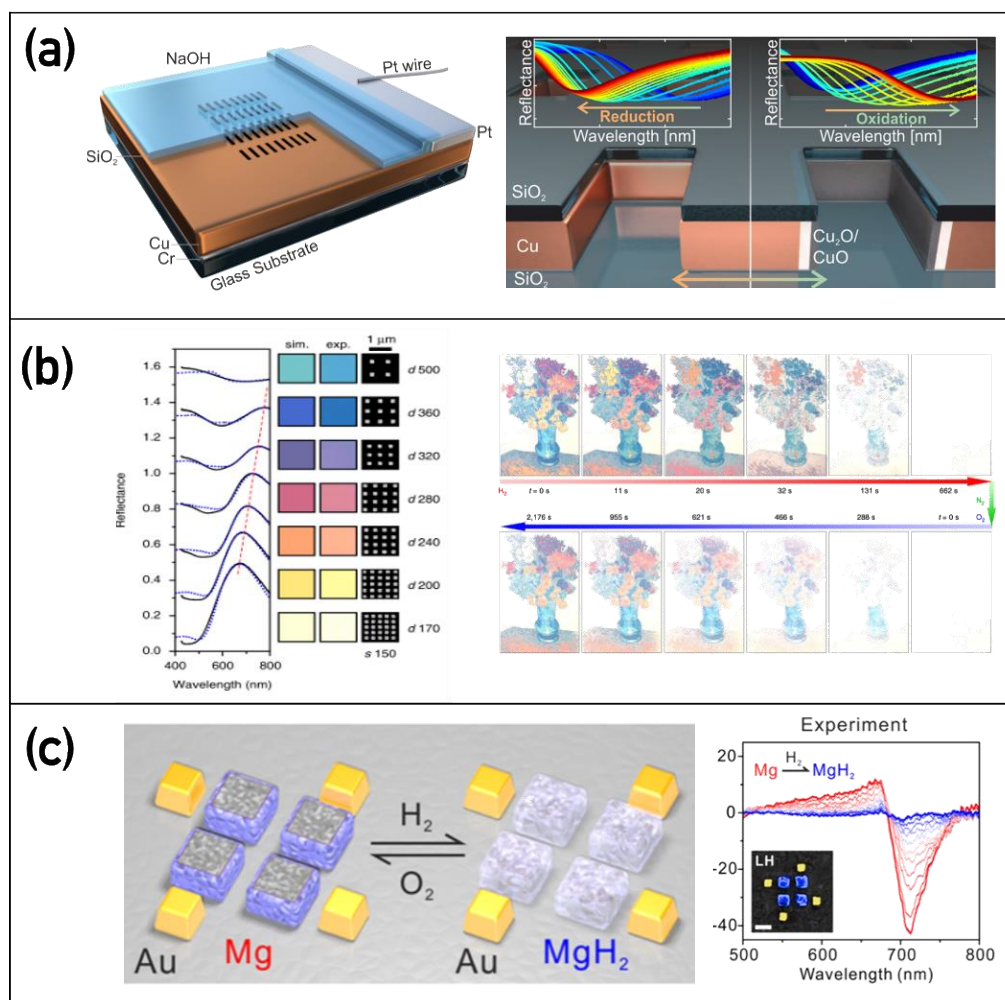 (a)
NaOH
Pt wire
Pt
SiO2
Cu
Cr
Glass Substrate
Reflectance
Reduction
Wavelength [nm]
Reflectance
Oxidation
Wavelength [nm]
SiO2
Cu
Cu2O/
CuO
SiO2
(b)
sim. exp. 1 μm
1.6
1.4
1.2
1.0
0.8
0.6
0.4
0.2
0.0
Reflectance
400 600 800
Wavelength (nm)
d 500
d 360
d 320
d 280
d 240
d 200
d 170
s 150
H2 t = 0 s 11 s 20 s 32 s 131 s 662 s N2
2,176 s 955 s 621 s 466 s 286 s t = 0 s O2
(c)
H2
O2
Au Mg Au MgH2
Experiment
20
0
-20
-40
H2
Mg MgH2
LH
500 600 700 800
Wavelength (nm)